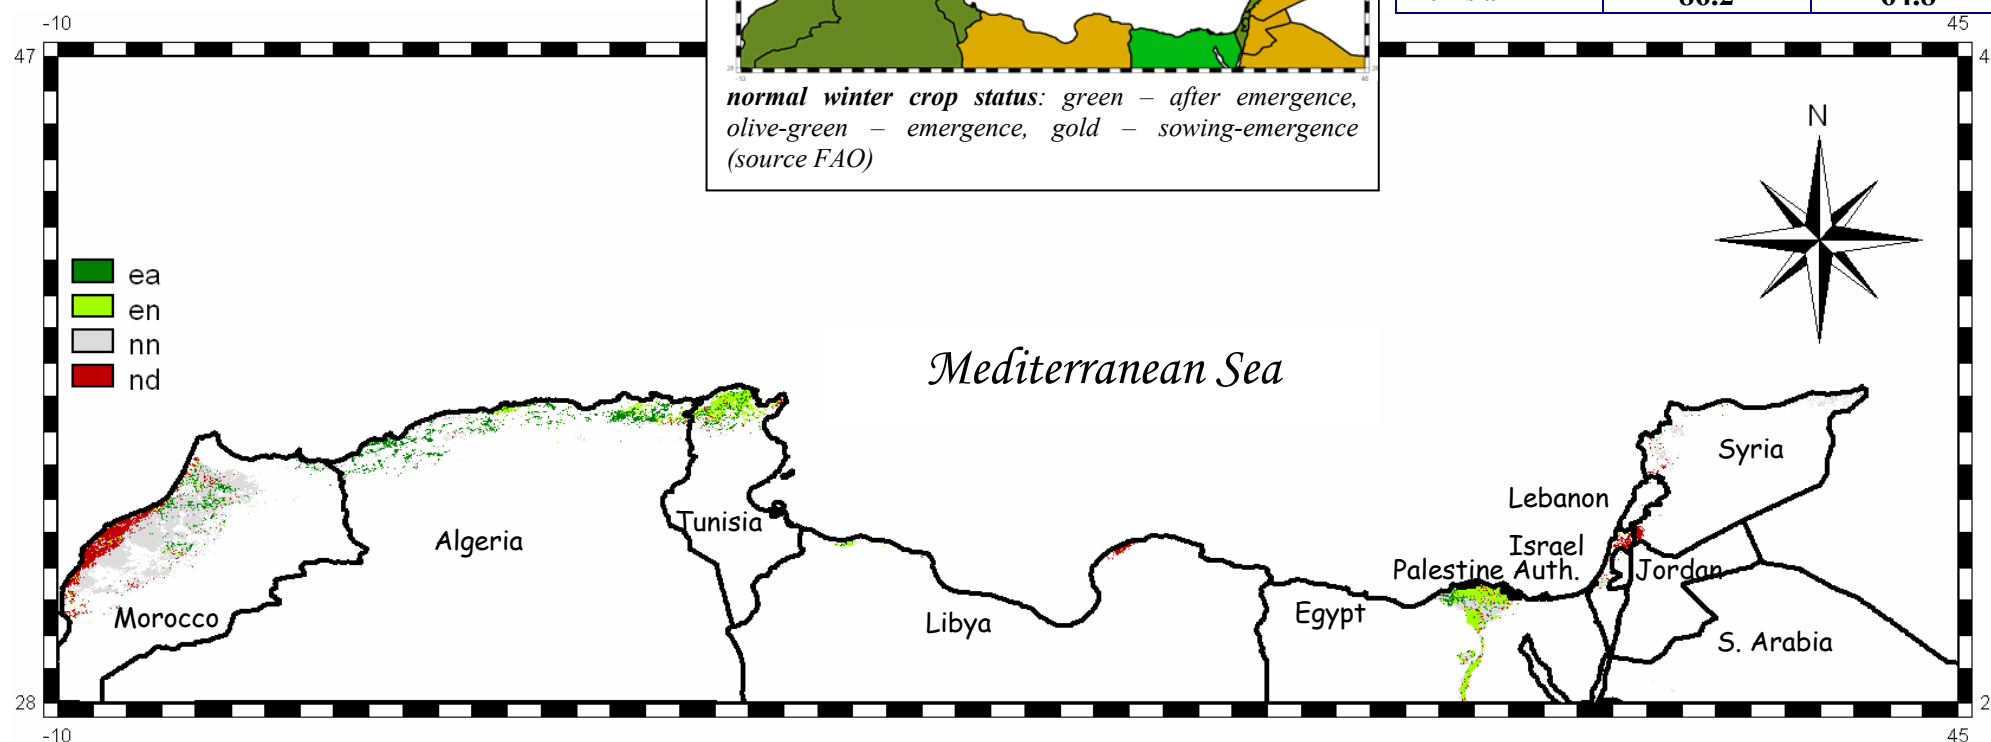 -10
45
47
4
normal winter crop status: green – after emergence,
olive-green – emergence, gold – sowing-emergence
(source FAO)
N
ea
en
nn
nd
Mediterranean Sea
Syria
Lebanon
Tunisia
Algeria
Israel
Palestine Auth.
Jordan
Morocco
Libya
Egypt
S. Arabia
28
2
-10
45